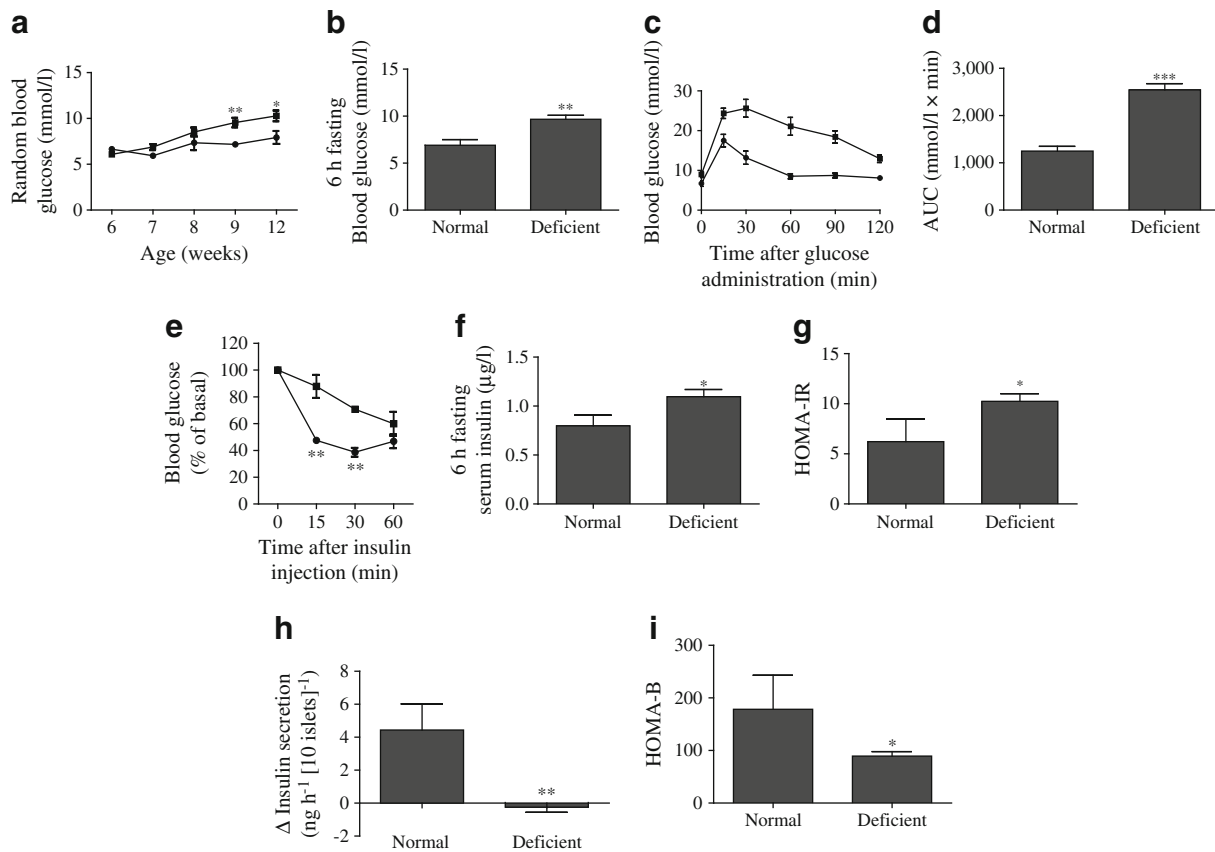 a
Random blood
glucose (mmol/l)
15
10
5
0
**
*
6 7 8 9 12
Age (weeks)
b
6 h fasting
Blood glucose (mmol/l)
15
10
5
0
**
Normal Deficient
c
Blood glucose (mmol/l)
30
20
10
0
0 30 60 90 120
Time after glucose
administration (min)
d
AUC (mmol/l × min)
3,000
2,000
1,000
0
***
Normal Deficient
e
Blood glucose
(% of basal)
120
100
80
60
40
20
0
** **
0 15 30 60
Time after insulin
injection (min)
f
6 h fasting
serum insulin (µg/l)
1.5
1.0
0.5
0.0
*
Normal Deficient
g
HOMA-IR
15
10
5
0
*
Normal Deficient
h
Δ Insulin secretion
(ng h⁻¹ [10 islets]⁻¹)
8
6
4
2
0
-2
**
Normal Deficient
i
HOMA-B
300
200
100
0
*
Normal Deficient